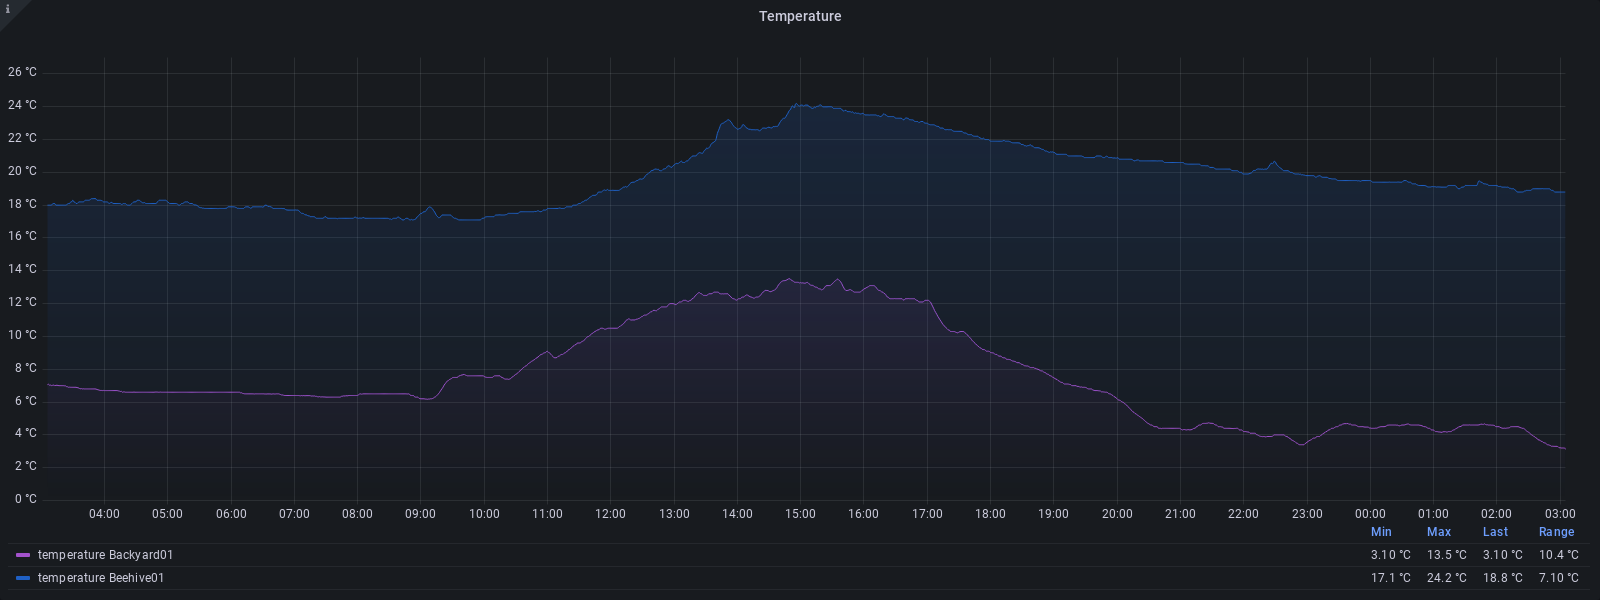 i
Temperature
26 °C
24 °C
22 °C
20 °C
18 °C
16 °C
14 °C
12 °C
10 °C
8 °C
6 °C
4 °C
2 °C
0 °C
04:00 05:00 06:00 07:00 08:00 09:00 10:00 11:00 12:00 13:00 14:00 15:00 16:00 17:00 18:00 19:00 20:00 21:00 22:00 23:00 00:00 01:00 02:00 03:00
Min Max Last Range
temperature Backyard01 3.10 °C 13.5 °C 3.10 °C 10.4 °C
temperature Beehive01 17.1 °C 24.2 °C 18.8 °C 7.10 °C